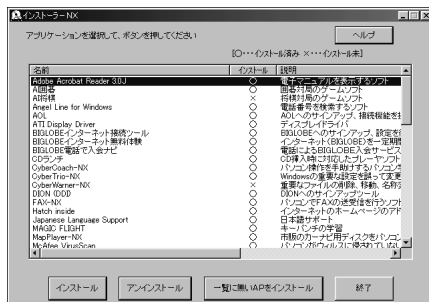 インストーラーNX
アプリケーションを選択して、ボタンを押してください
ヘルプ
[○・・・インストール済み ×・・・インストール未]
名前 インストール 説明
Adobe Acrobat Reader 3.0J ○ 電子マニュアルを表示するソフト
AI囲碁 ○ 囲碁対局のゲームソフト
AI将棋 × 将棋対局のゲームソフト
Angel Line for Windows ○ 電話番号を検索するソフト
AOL ○ AOLへのサインアップ、接続機能を
ATI Display Driver ○ ディスプレイドライバ
BIGLOBEインターネット接続ツール ○ BIGLOBEへのサインアップ、設定を
BIGLOBEインターネット無料体験 ○ インターネット(BIGLOBE)を一定期
BIGLOBE電話で入会ナビ ○ 電話によるBIGLOBE入会サービス
CDランチ ○ CD挿入時に対応したプレーヤソフト
CyberCoach-NX ○ パソコン操作を手助けするパソコン
CyberTrio-NX ○ Windowsの重要な設定を誤って変更
CyberWarner-NX × 重要なファイルの削除、移動、名称
DION (DDI) ○ DIONへのサインアップツール
FAX-NX ○ パソコンでFAXの送受信を行うソフト
Hatch inside ○ インターネットのホームページのアド
Japanese Language Support ○ 日本語サポート
MAGIC FLIGHT ○ キーバンチの学習
MapPlayer-NX ○ 市販のカーナビ用ディスクをパソコン
McAfee VirusScan ○ パソコンがウィルスに侵されていない
インストール アンインストール 一覧に無いAPをインストール 終了